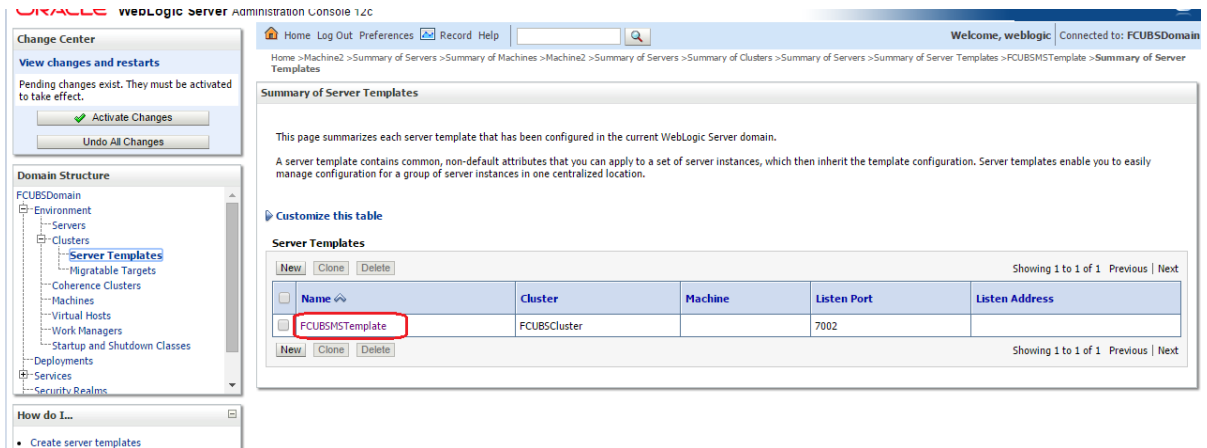 ORACLE WebLogic Server Administration Console 12c
Change Center
View changes and restarts
Pending changes exist. They must be activated
to take effect.
Activate Changes
Undo All Changes
Domain Structure
FCUBSDomain
Environment
Servers
Clusters
Server Templates
Migratable Targets
Coherence Clusters
Machines
Virtual Hosts
Work Managers
Startup and Shutdown Classes
Deployments
Services
Security Realms
How do I...
Create server templates
Home Log Out Preferences Record Help
Welcome, weblogic Connected to: FCUBSDomain
Home >Machine2 >Summary of Servers >Summary of Machines >Machine2 >Summary of Servers >Summary of Clusters >Summary of Servers >Summary of Server Templates >FCUBSMSTemplate >Summary of Server
Templates
Summary of Server Templates
This page summarizes each server template that has been configured in the current WebLogic Server domain.
A server template contains common, non-default attributes that you can apply to a set of server instances, which then inherit the template configuration. Server templates enable you to easily
manage configuration for a group of server instances in one centralized location.
Customize this table
Server Templates
New Clone Delete Showing 1 to 1 of 1 Previous | Next
Name Cluster Machine Listen Port Listen Address
FCUBSMSTemplate FCUBSCluster 7002
New Clone Delete Showing 1 to 1 of 1 Previous | Next